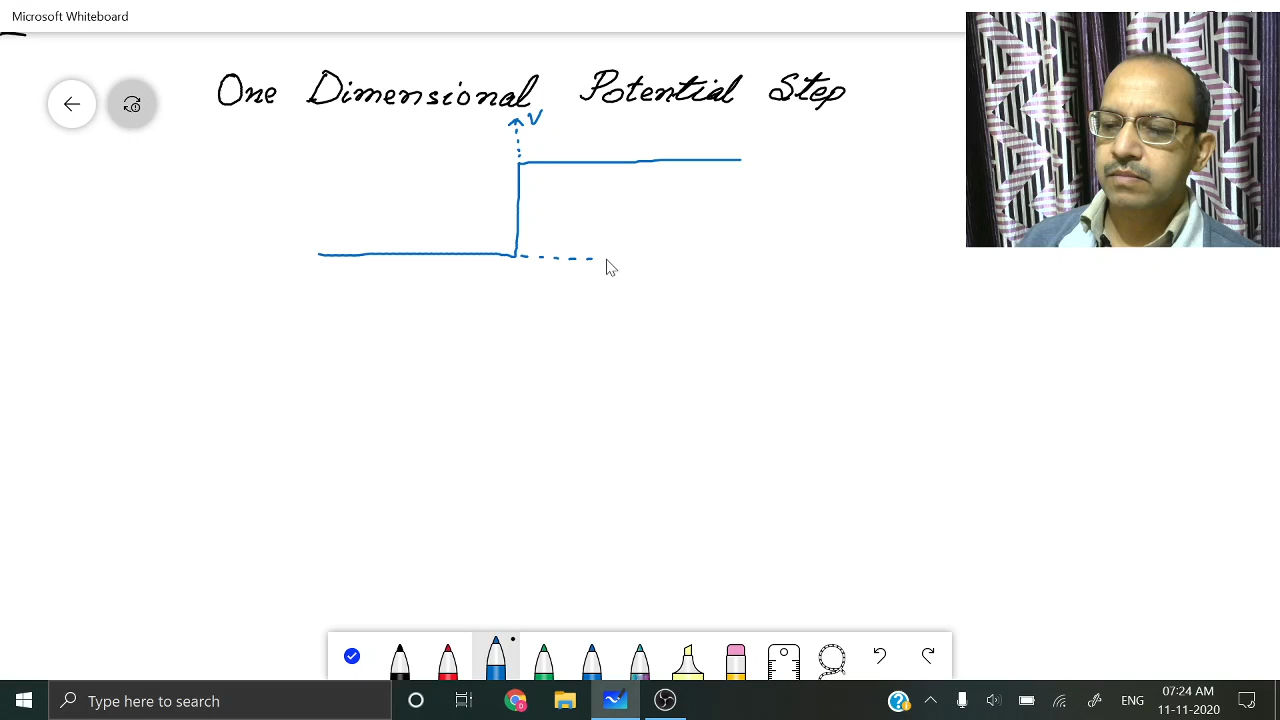 Microsoft Whiteboard
One Dimensional Potential Step
V
Type here to search
ENG
07:24 AM
11-11-2020